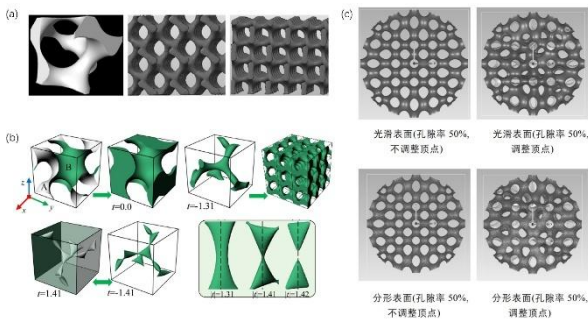 (a)
(b)
B
A
z
x
y
t=0.0
t=-1.31
t=1.41
t=-1.41
t=-1.31
t=-1.41
t=-1.42
(c)
光滑表面(孔隙率 50%,
不调整顶点)
光滑表面(孔隙率 50%,
调整顶点)
分形表面(孔隙率 50%,
不调整顶点)
分形表面(孔隙率 50%,
调整顶点)